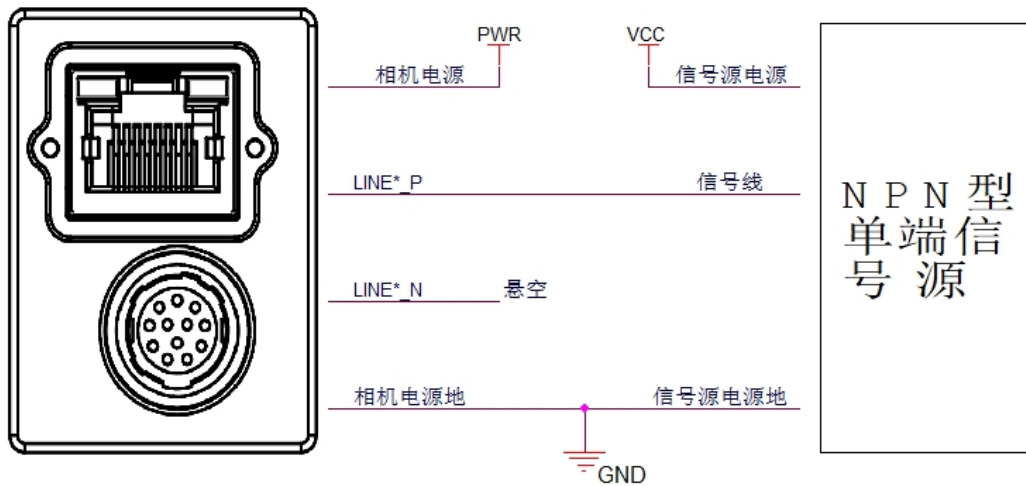 PWR
VCC
相机电源
信号源电源
LINE*_P
信号线
NPN型
单端信
号 源
LINE*_N
悬空
相机电源地
信号源电源地
GND